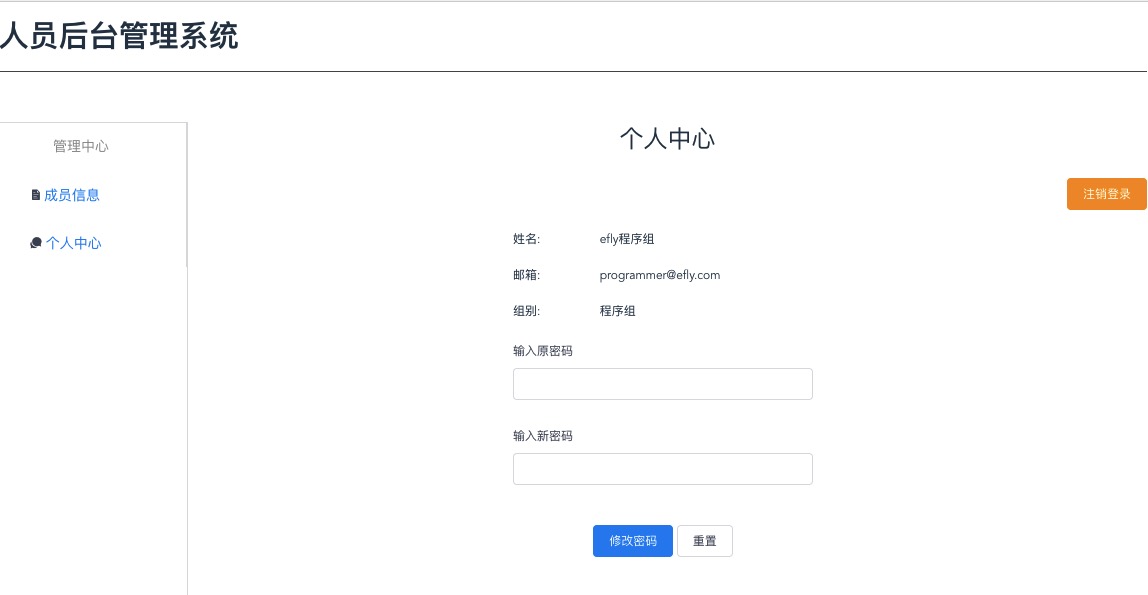 人员后台管理系统
管理中心
成员信息
个人中心
个人中心
注销登录
姓名: efly程序组
邮箱: programmer@efly.com
组别: 程序组
输入原密码
输入新密码
修改密码 重置